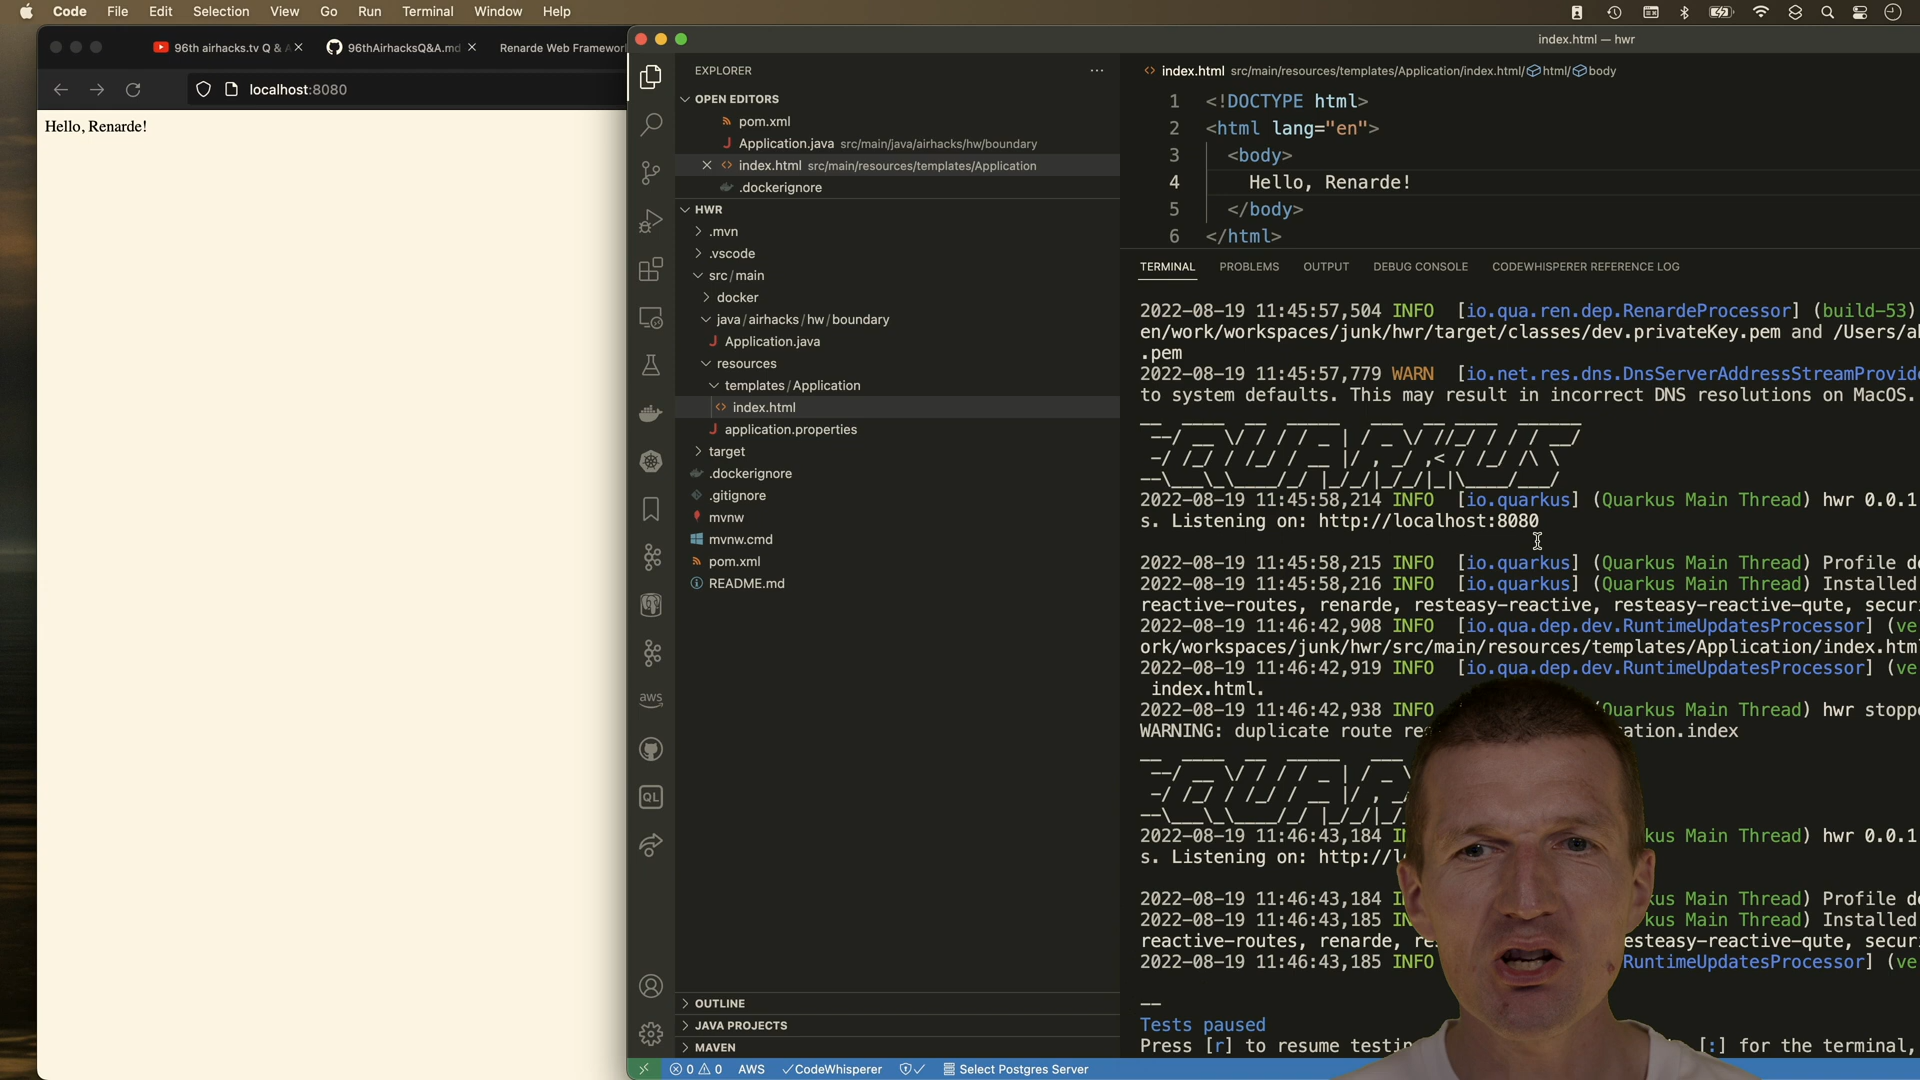 Code File Edit Selection View Go Run Terminal Window Help
96th airhacks.tv Q & A
96thAirhacksQ&A.md
Renarde Web Framework
localhost:8080
Hello, Renarde!
index.html — hwr
EXPLORER
OPEN EDITORS
pom.xml
Application.java src/main/java/airhacks/hw/boundary
index.html src/main/resources/templates/Application
.dockerignore
HWR
.mvn
.vscode
src/main
docker
java/airhacks/hw/boundary
Application.java
resources
templates/Application
index.html
application.properties
target
.dockerignore
.gitignore
mvnw
mvnw.cmd
pom.xml
README.md
OUTLINE
JAVA PROJECTS
MAVEN
index.html src/main/resources/templates/Application/index.html/html/body
1 <!DOCTYPE html>
2 <html lang="en">
3 <body>
4 Hello, Renarde!
5 </body>
6 </html>
TERMINAL PROBLEMS OUTPUT DEBUG CONSOLE CODEWHISPERER REFERENCE LOG
2022-08-19 11:45:57,504 INFO [io.qua.ren.dep.RenardeProcessor] (build-53)
en/work/workspaces/junk/hwr/target/classes/dev.privateKey.pem and /Users/a
.pem
2022-08-19 11:45:57,779 WARN [io.net.res.dns.DnsServerAddressStreamProvide
to system defaults. This may result in incorrect DNS resolutions on MacOS.
2022-08-19 11:45:58,214 INFO [io.quarkus] (Quarkus Main Thread) hwr 0.0.1
s. Listening on: http://localhost:8080
2022-08-19 11:45:58,215 INFO [io.quarkus] (Quarkus Main Thread) Profile de
2022-08-19 11:45:58,216 INFO [io.quarkus] (Quarkus Main Thread) Installed
reactive-routes, renarde, resteasy-reactive, resteasy-reactive-qute, secur
2022-08-19 11:46:42,908 INFO [io.qua.dep.dev.RuntimeUpdatesProcessor] (ve
ork/workspaces/junk/hwr/src/main/resources/templates/Application/index.htm
2022-08-19 11:46:42,919 INFO [io.qua.dep.dev.RuntimeUpdatesProcessor] (ve
index.html.
2022-08-19 11:46:42,938 INFO (Quarkus Main Thread) hwr stoppe
WARNING: duplicate route re ation.index
2022-08-19 11:46:43,184 IN kus Main Thread) hwr 0.0.1
s. Listening on: http://l
2022-08-19 11:46:43,184 IN kus Main Thread) Profile de
2022-08-19 11:46:43,185 IN kus Main Thread) Installed
reactive-routes, renarde, re esteasy-reactive-qute, secur
2022-08-19 11:46:43,185 INFO RuntimeUpdatesProcessor] (ve
--
Tests paused
Press [r] to resume testin [:] for the terminal,
0 0 AWS CodeWhisperer Select Postgres Server